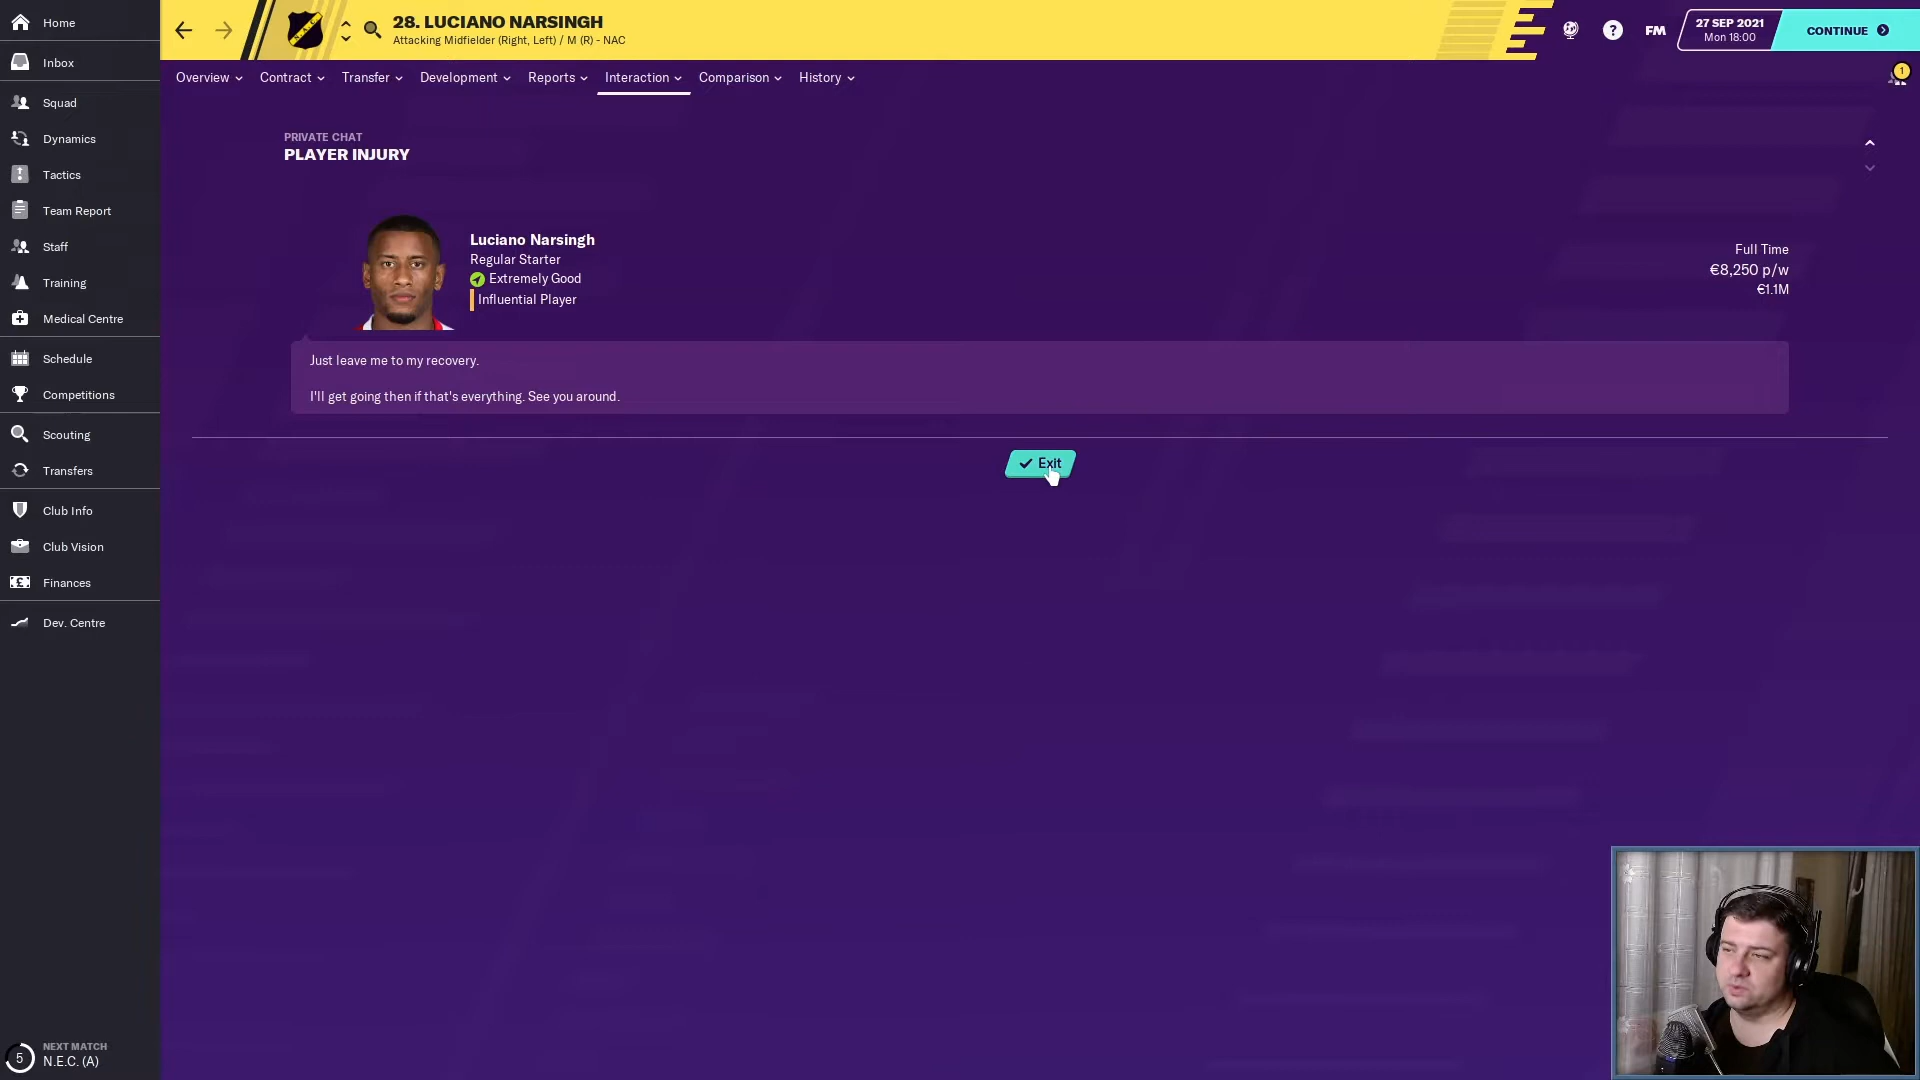 Home
Inbox
Squad
Dynamics
Tactics
Team Report
Staff
Training
Medical Centre
Schedule
Competitions
Scouting
Transfers
Club Info
Club Vision
Finances
Dev. Centre
5
NEXT MATCH
N.E.C. (A)
28. LUCIANO NARSINGH
Attacking Midfielder (Right, Left) / M (R) - NAC
FM
27 SEP 2021
Mon 18:00
CONTINUE
Overview Contract Transfer Development Reports Interaction Comparison History
1
PRIVATE CHAT
PLAYER INJURY
Luciano Narsingh
Regular Starter
Extremely Good
Influential Player
Full Time
€8,250 p/w
€1.1M
Just leave me to my recovery.
I'll get going then if that's everything. See you around.
Exit